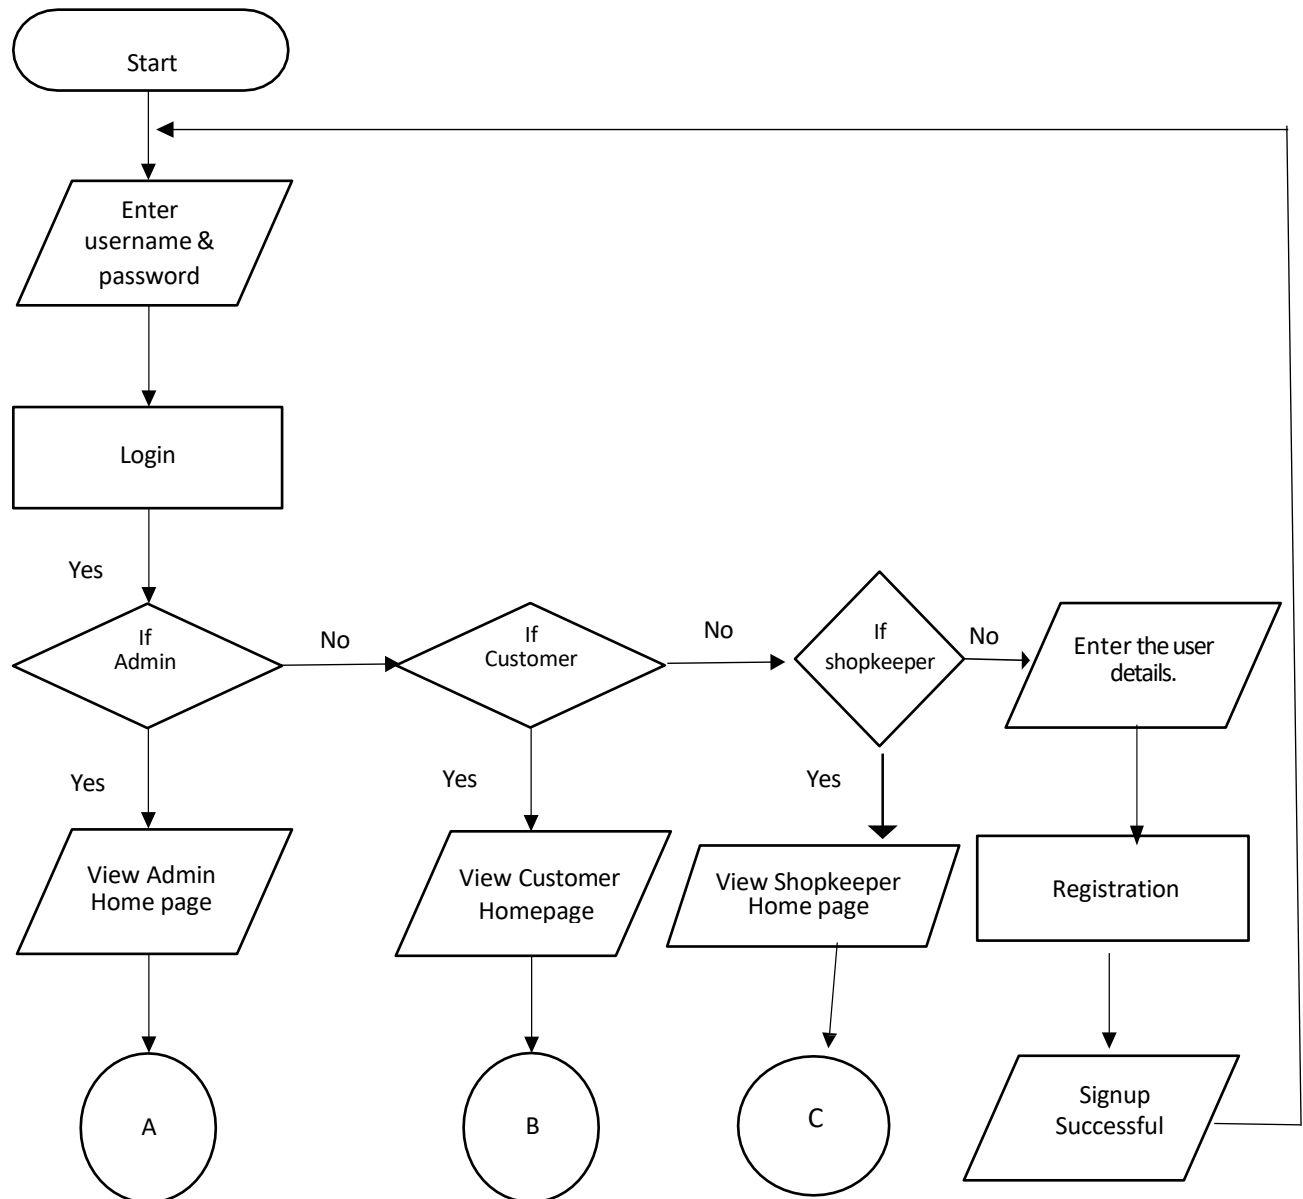 Start
Enter
username &
password
Login
Yes
If
Admin
No
If
Customer
No
If
shopkeeper
No
Enter the user
details.
Yes
Yes
Yes
View Admin
Home page
View Customer
Homepage
View Shopkeeper
Home page
Registration
A
B
C
Signup
Successful